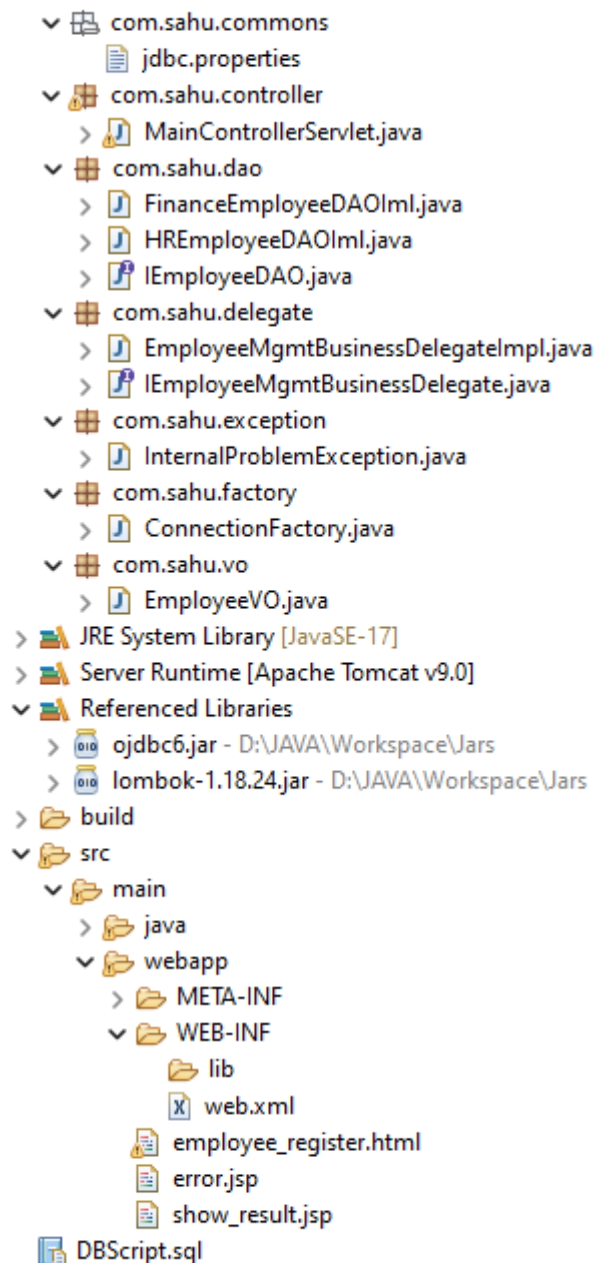 com.sahu.commons
jdbc.properties
com.sahu.controller
MainControllerServlet.java
com.sahu.dao
FinanceEmployeeDAOIml.java
HREmployeeDAOIml.java
IEmployeeDAO.java
com.sahu.delegate
EmployeeMgmtBusinessDelegateImpl.java
IEmployeeMgmtBusinessDelegate.java
com.sahu.exception
InternalProblemException.java
com.sahu.factory
ConnectionFactory.java
com.sahu.vo
EmployeeVO.java
JRE System Library [JavaSE-17]
Server Runtime [Apache Tomcat v9.0]
Referenced Libraries
ojdbc6.jar - D:\JAVA\Workspace\Jars
lombok-1.18.24.jar - D:\JAVA\Workspace\Jars
build
src
main
java
webapp
META-INF
WEB-INF
lib
web.xml
employee_register.html
error.jsp
show_result.jsp
DBScript.sql